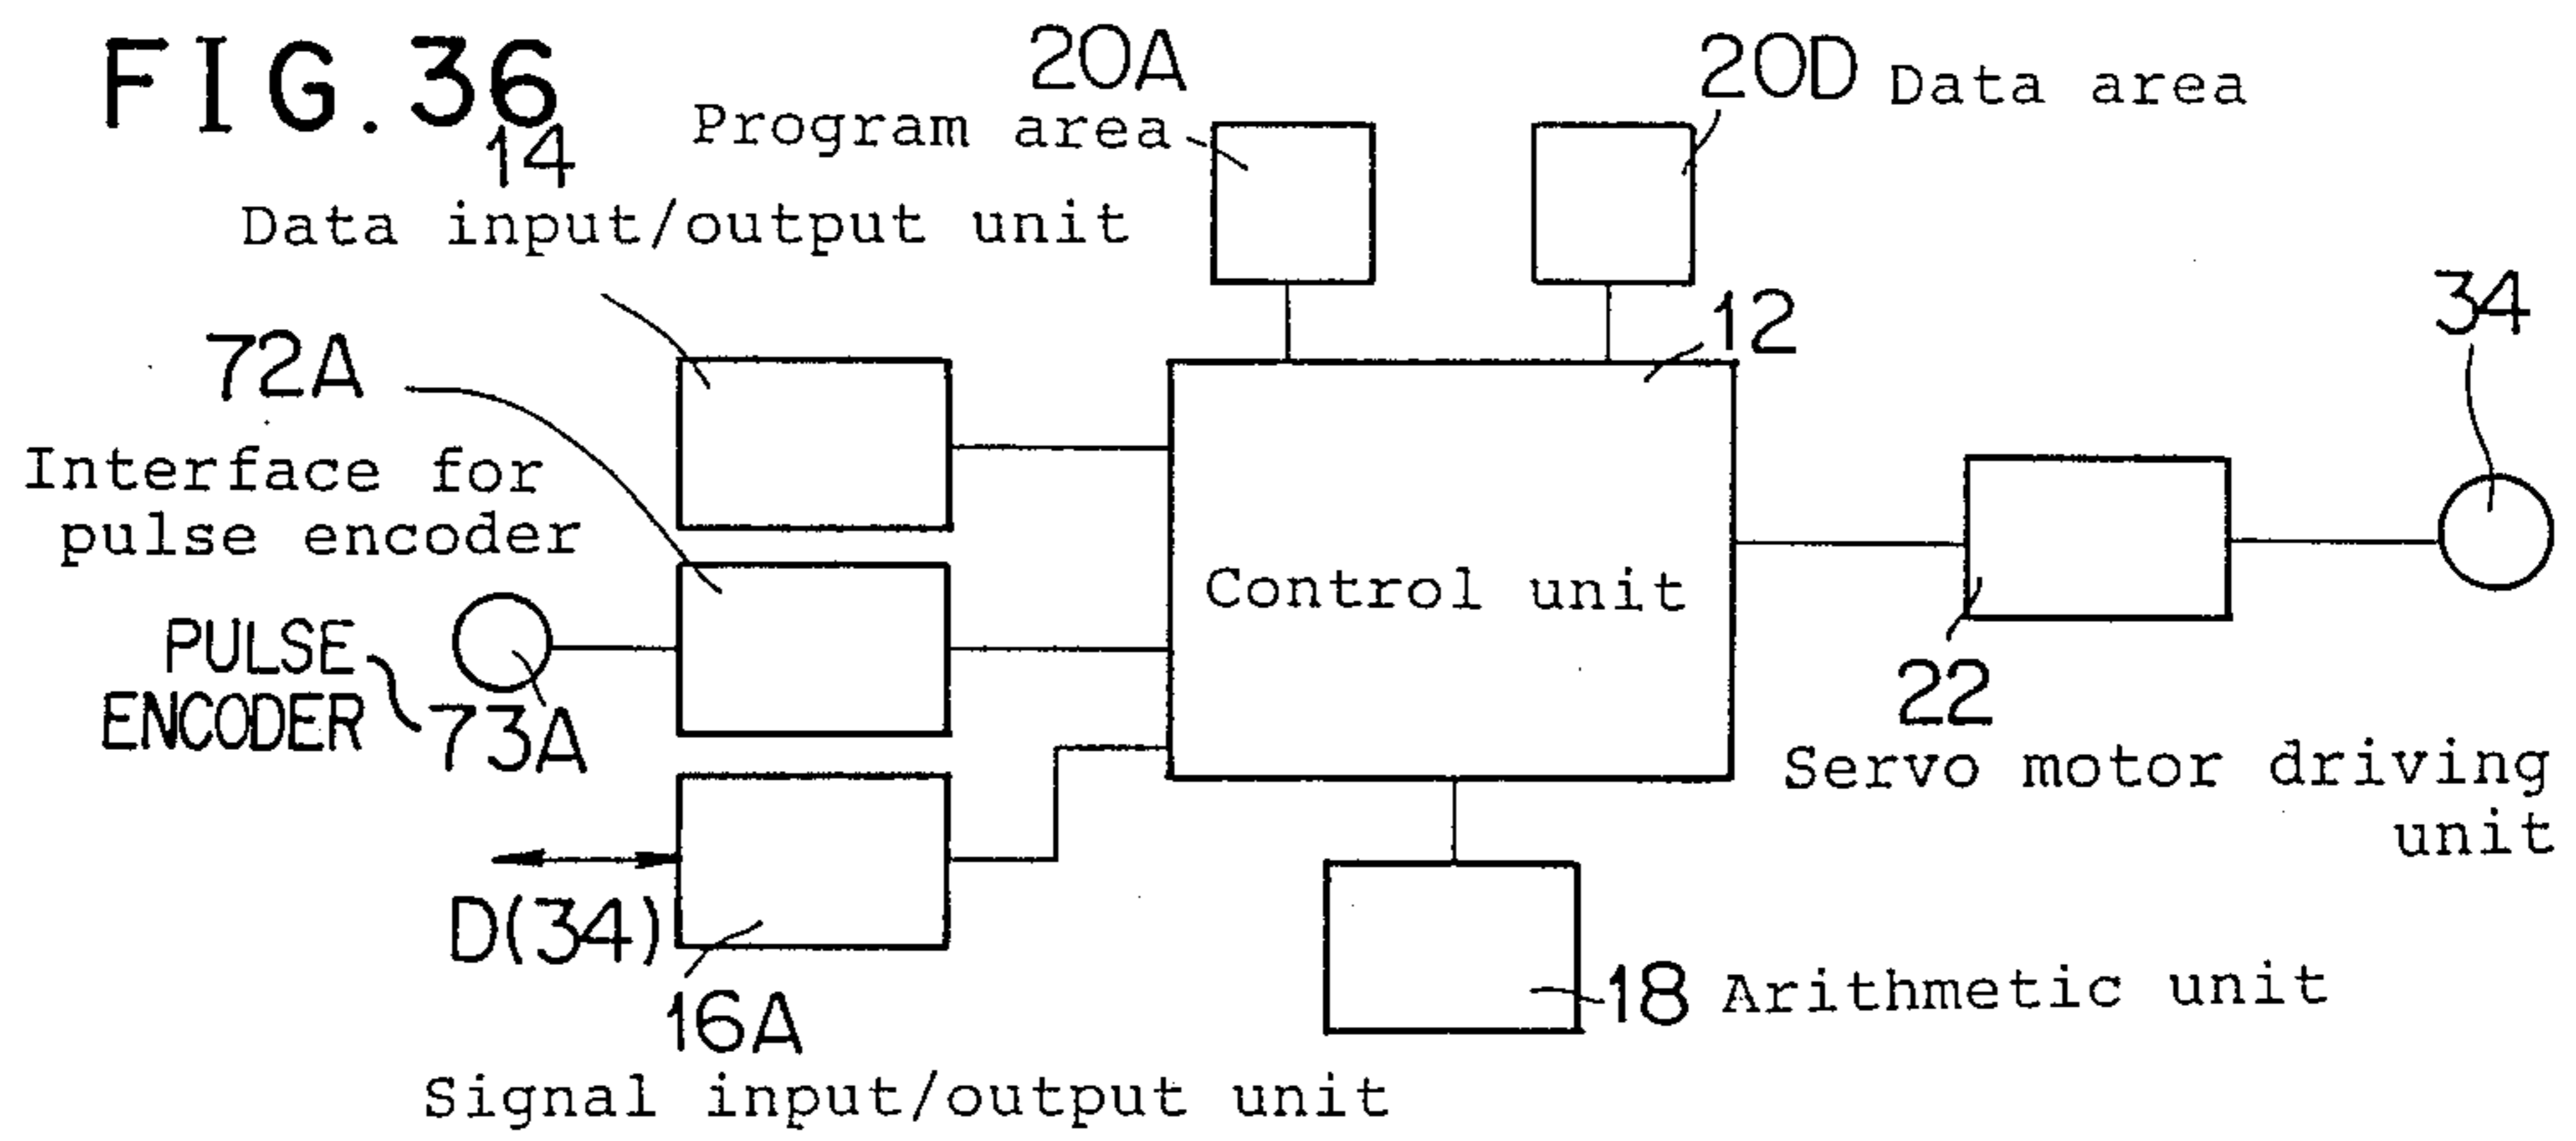 FIG.36
20A
20D Data area
Program area
14
Data input/output unit
12
34
72A
Interface for
pulse encoder
Control unit
PULSE
ENCODER
73A
22
Servo motor driving
unit
D(34)
18 Arithmetic unit
16A
Signal input/output unit